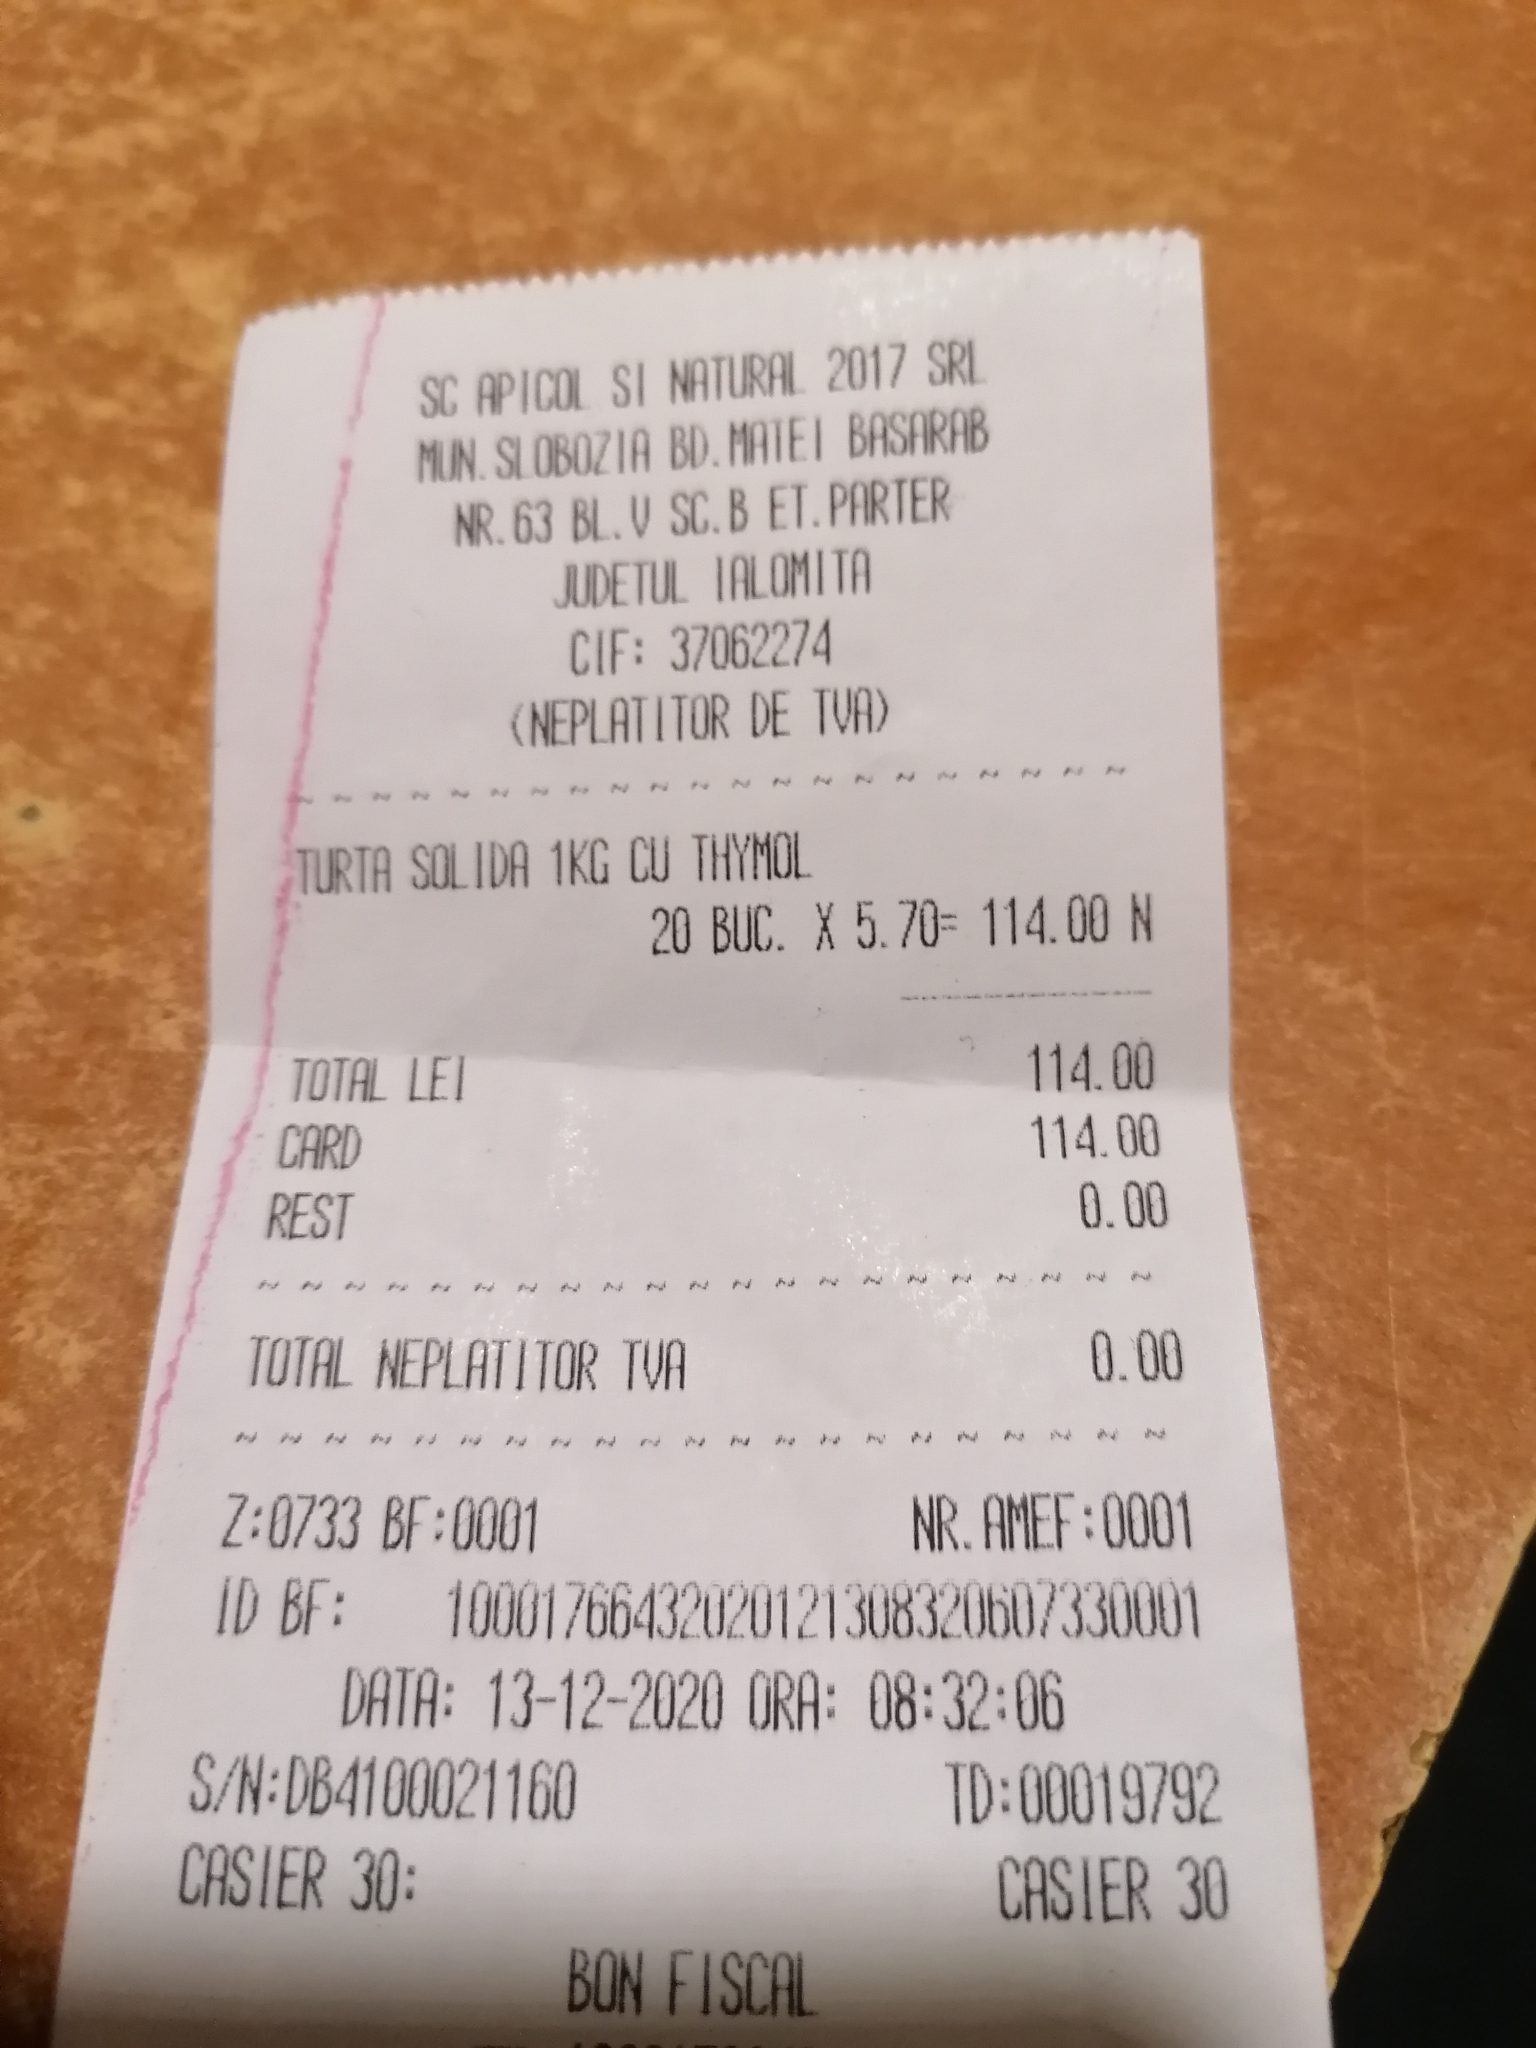 SC APICOL SI NATURAL 2017 SRL
MUN.SLOBOZIA BD.MATEI BASARAB
NR.63 BL.V SC.B ET.PARTER
JUDETUL IALOMITA
CIF: 37062274
(NEPLATITOR DE TVA)
~ ~ ~ ~ ~ ~ ~ ~ ~ ~ ~ ~ ~ ~ ~ ~ ~ ~ ~ ~ ~ ~
TURTA SOLIDA 1KG CU THYMOL
20 BUC. X 5.70= 114.00 N
TOTAL LEI 114.00
CARD 114.00
REST 0.00
~ ~ ~ ~ ~ ~ ~ ~ ~ ~ ~ ~ ~ ~ ~ ~ ~ ~ ~ ~ ~
TOTAL NEPLATITOR TVA 0.00
~ ~ ~ ~ ~ ~ ~ ~ ~ ~ ~ ~ ~ ~ ~ ~ ~ ~ ~ ~ ~
Z:0733 BF:0001 NR.AMEF:0001
ID BF: 10001766432020121308320607330001
DATA: 13-12-2020 ORA: 08:32:06
S/N:DB4100021160 TD:00019792
CASIER 30: CASIER 30
BON FISCAL